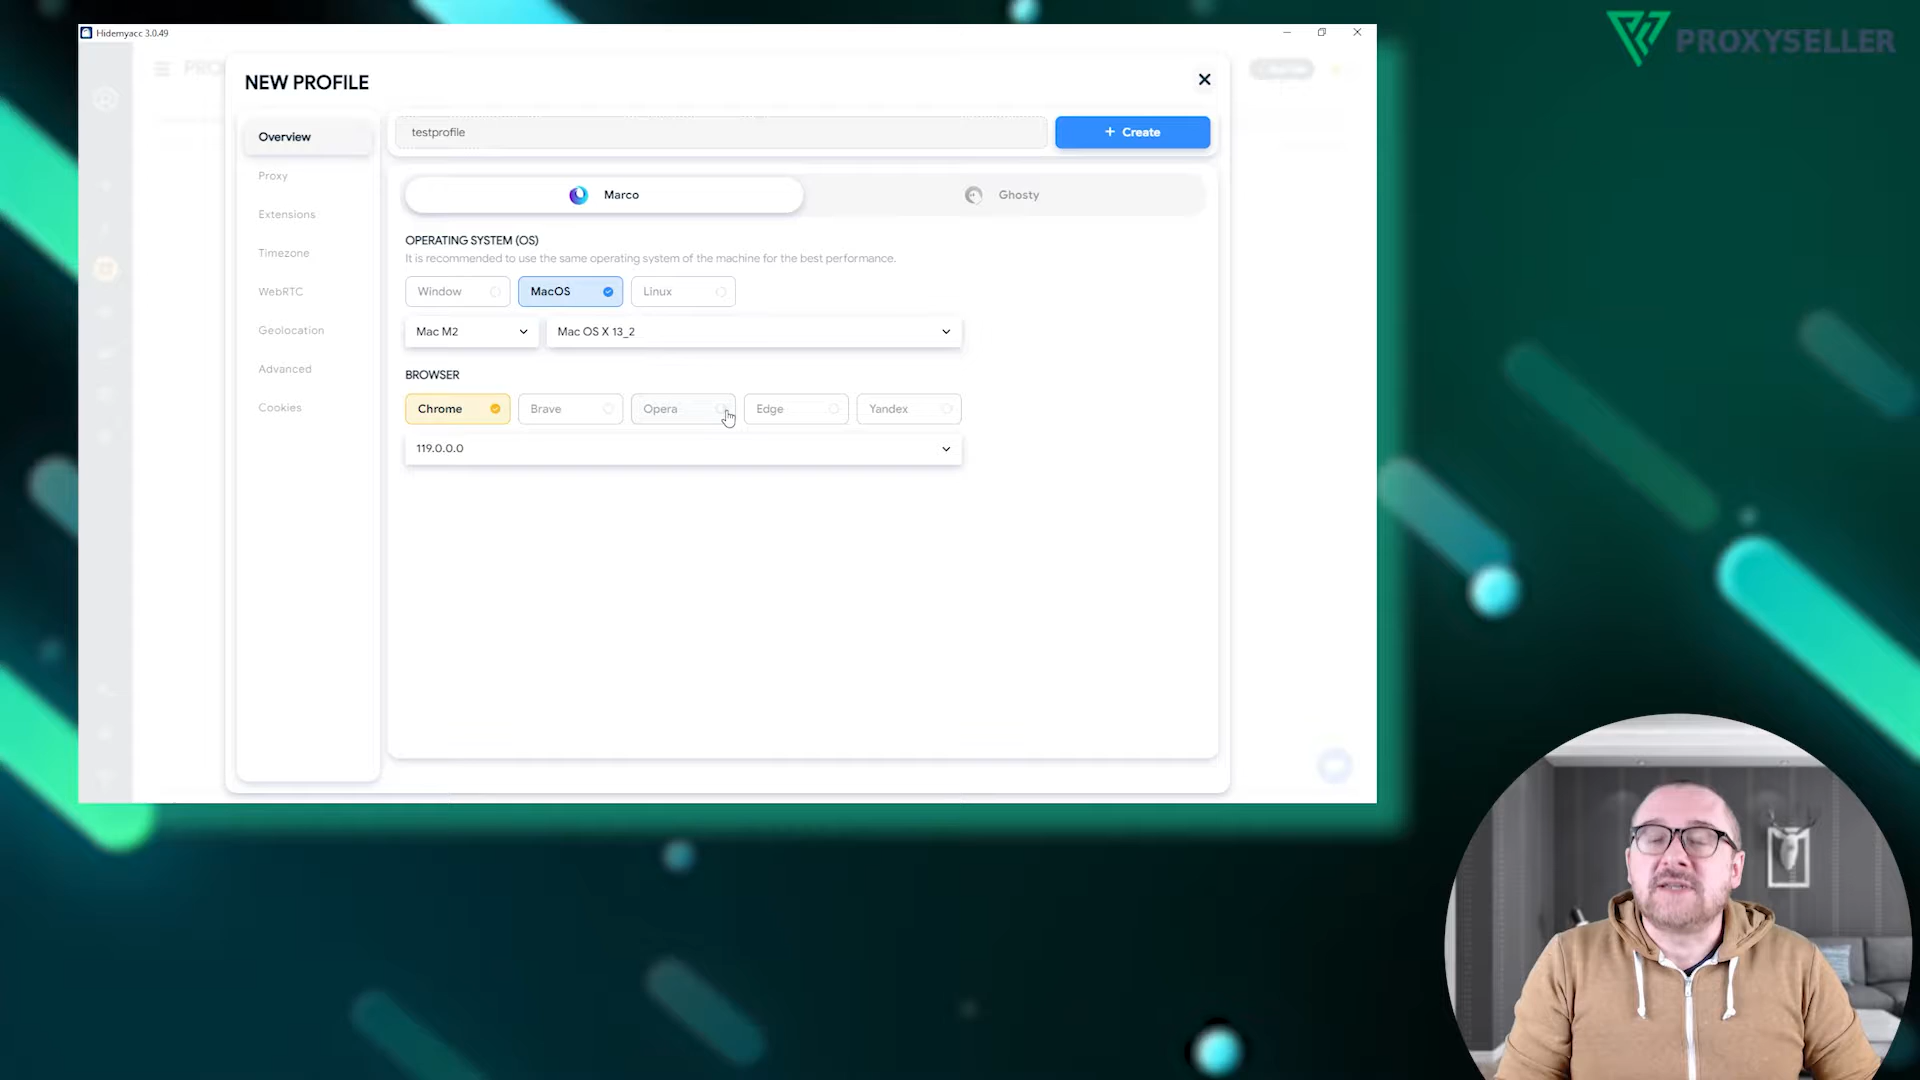 Hidemyacc 3.0.49
PROXYSELLER
NEW PROFILE
Overview
Proxy
Extensions
Timezone
WebRTC
Geolocation
Advanced
Cookies
testprofile
+ Create
Marco
Ghosty
OPERATING SYSTEM (OS)
It is recommended to use the same operating system of the machine for the best performance.
Window
MacOS
Linux
Mac M2
Mac OS X 13_2
BROWSER
Chrome
Brave
Opera
Edge
Yandex
119.0.0.0